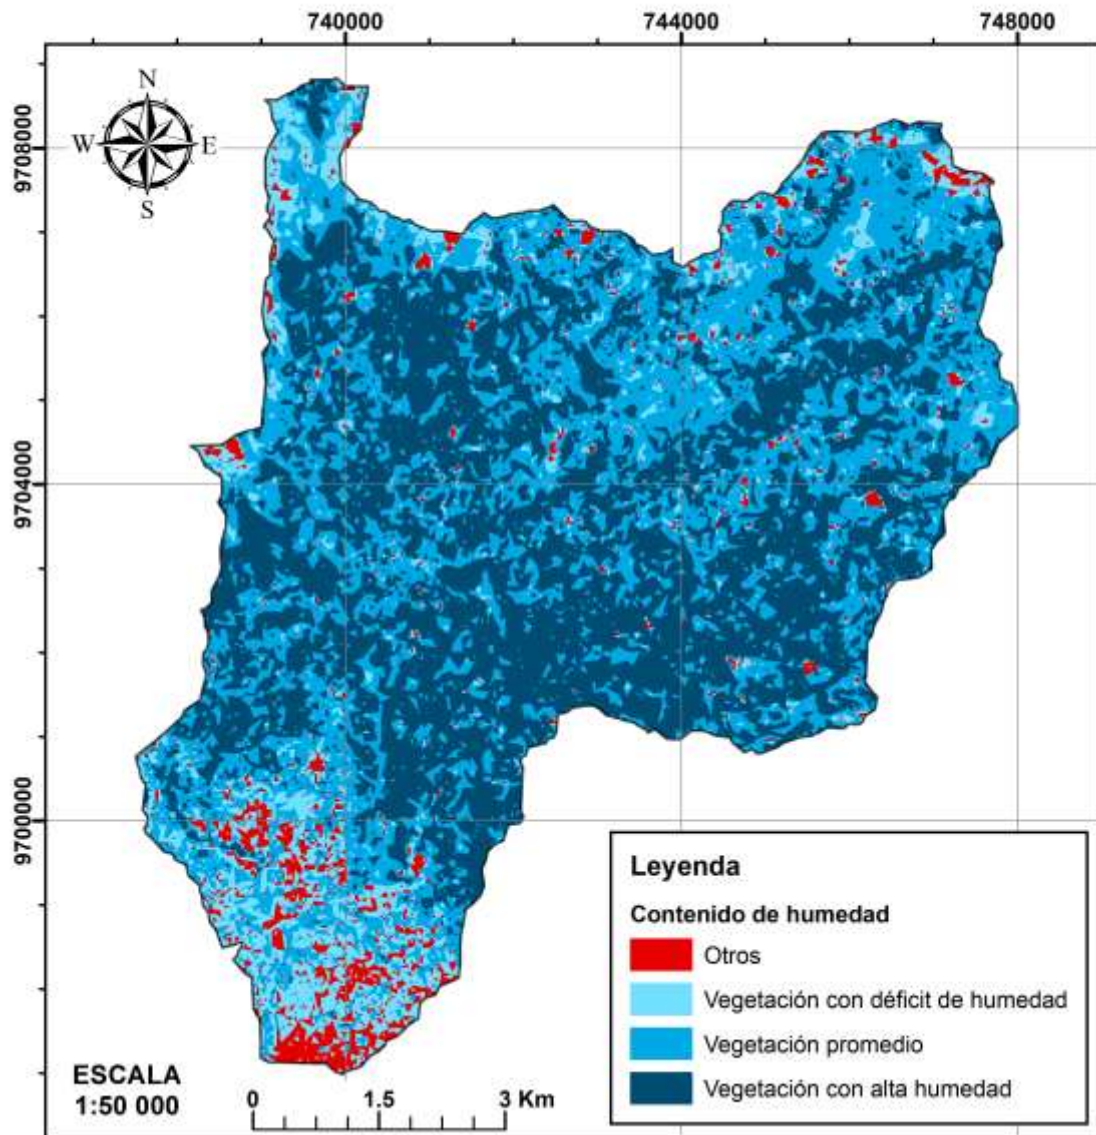 740000 744000 748000
N
W E
S
9708000
9704000
9700000
Leyenda
Contenido de humedad
Otros
Vegetación con déficit de humedad
Vegetación promedio
Vegetación con alta humedad
ESCALA
1:50 000
0 1.5 3 Km